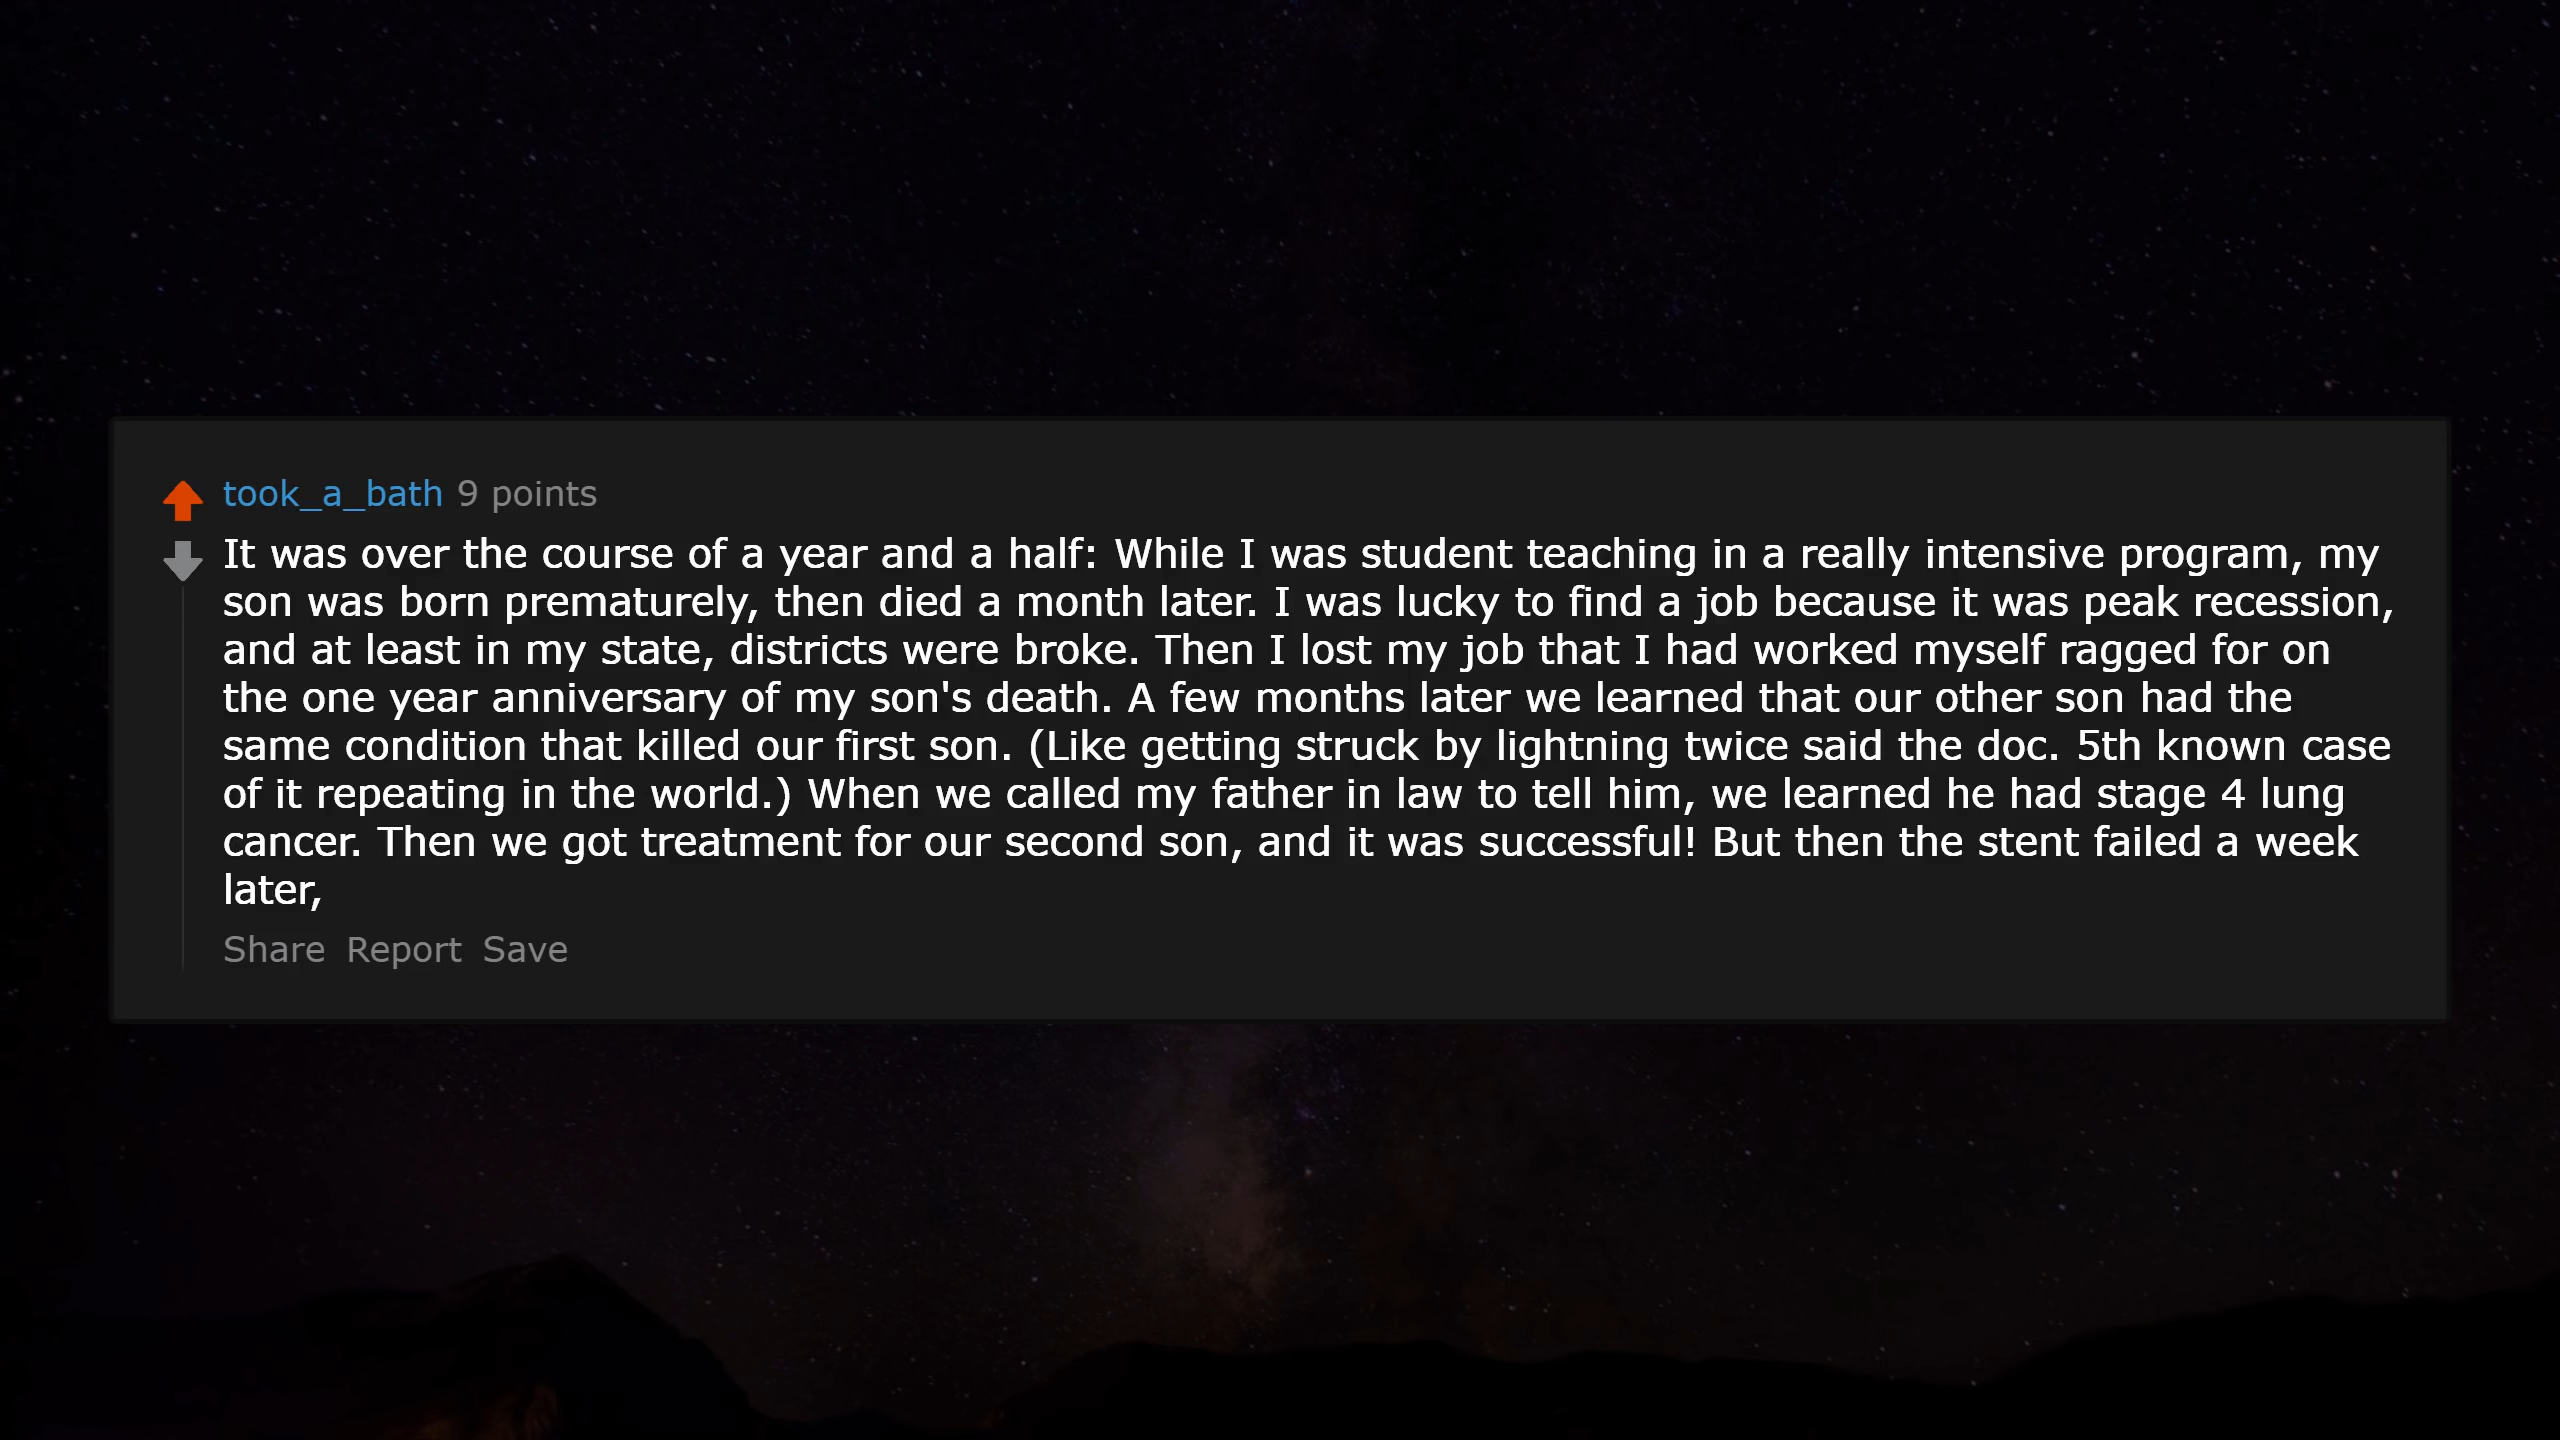 took_a_bath 9 points
It was over the course of a year and a half: While I was student teaching in a really intensive program, my
son was born prematurely, then died a month later. I was lucky to find a job because it was peak recession,
and at least in my state, districts were broke. Then I lost my job that I had worked myself ragged for on
the one year anniversary of my son's death. A few months later we learned that our other son had the
same condition that killed our first son. (Like getting struck by lightning twice said the doc. 5th known case
of it repeating in the world.) When we called my father in law to tell him, we learned he had stage 4 lung
cancer. Then we got treatment for our second son, and it was successful! But then the stent failed a week
later,
Share Report Save